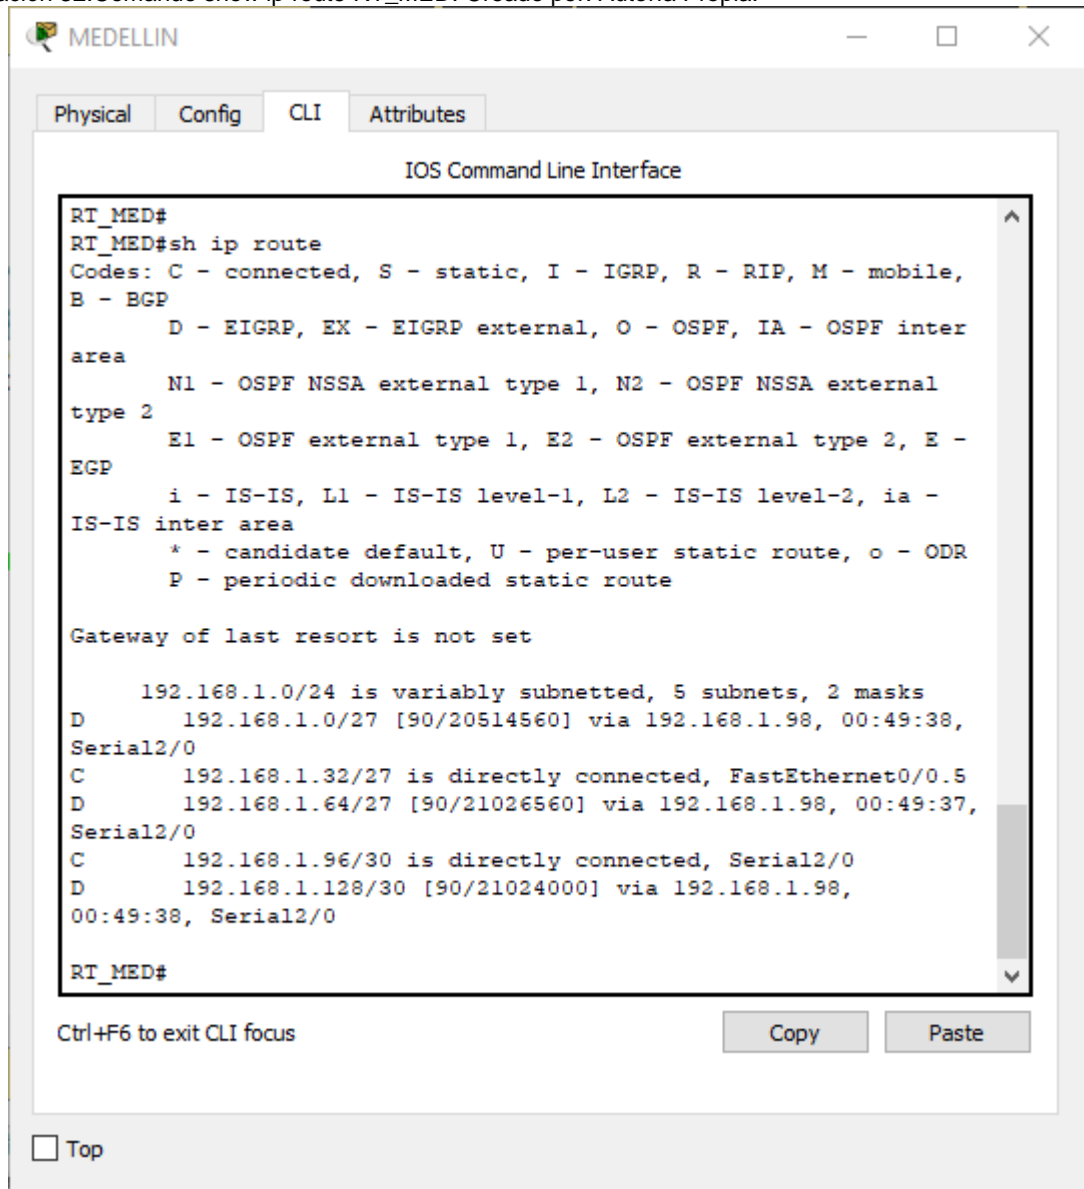 MEDELLIN
Physical Config CLI Attributes
IOS Command Line Interface
RT_MED#
RT_MED#sh ip route
Codes: C - connected, S - static, I - IGRP, R - RIP, M - mobile,
B - BGP
D - EIGRP, EX - EIGRP external, O - OSPF, IA - OSPF inter
area
N1 - OSPF NSSA external type 1, N2 - OSPF NSSA external
type 2
E1 - OSPF external type 1, E2 - OSPF external type 2, E -
EGP
i - IS-IS, L1 - IS-IS level-1, L2 - IS-IS level-2, ia -
IS-IS inter area
* - candidate default, U - per-user static route, o - ODR
P - periodic downloaded static route
Gateway of last resort is not set
192.168.1.0/24 is variably subnetted, 5 subnets, 2 masks
D 192.168.1.0/27 [90/20514560] via 192.168.1.98, 00:49:38,
Serial2/0
C 192.168.1.32/27 is directly connected, FastEthernet0/0.5
D 192.168.1.64/27 [90/21026560] via 192.168.1.98, 00:49:37,
Serial2/0
C 192.168.1.96/30 is directly connected, Serial2/0
D 192.168.1.128/30 [90/21024000] via 192.168.1.98,
00:49:38, Serial2/0
RT_MED#
Ctrl+F6 to exit CLI focus
Copy Paste
Top